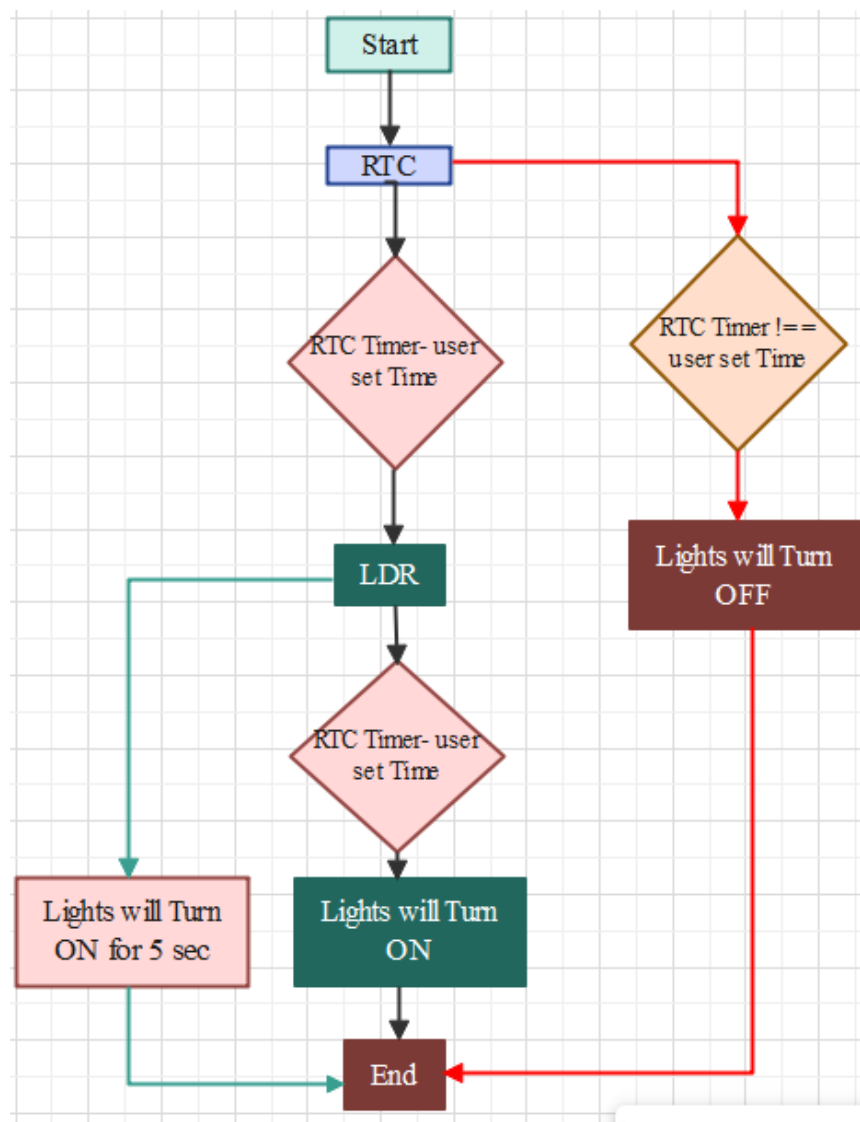 Start
RTC
RTC Timer- user
set Time
RTC Timer !==
user set Time
LDR
Lights will Turn
OFF
RTC Timer- user
set Time
Lights will Turn
ON for 5 sec
Lights will Turn
ON
End